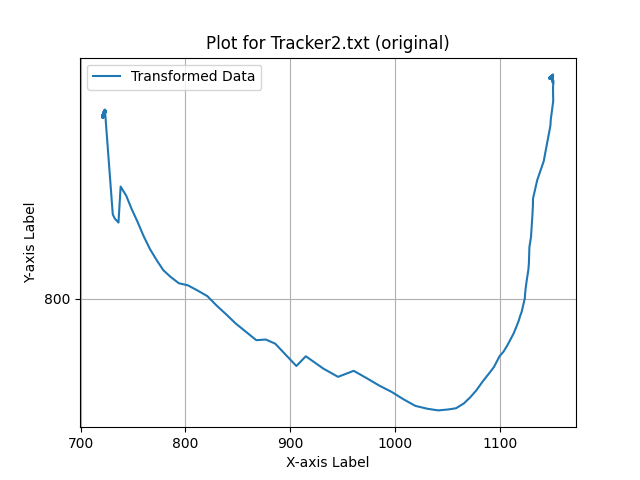 Plot for Tracker2.txt (original)
Transformed Data
Y-axis Label
800
700 800 900 1000 1100
X-axis Label